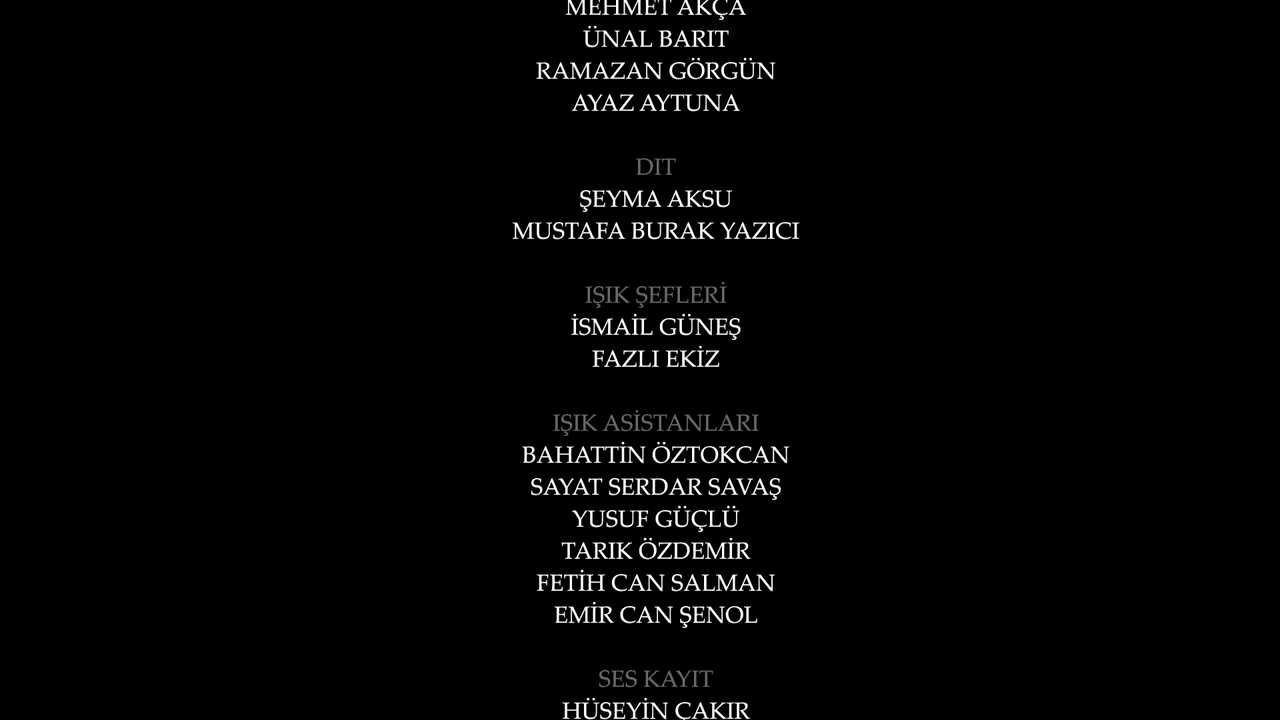 MEHMET AKÇA
ÜNAL BARIT
RAMAZAN GÖRGÜN
AYAZ AYTUNA
DIT
ŞEYMA AKSU
MUSTAFA BURAK YAZICI
IŞIK ŞEFLERİ
İSMAİL GÜNEŞ
FAZLI EKİZ
IŞIK ASİSTANLARI
BAHATTİN ÖZTOKCAN
SAYAT SERDAR SAVAŞ
YUSUF GÜÇLÜ
TARIK ÖZDEMİR
FETİH CAN SALMAN
EMİR CAN ŞENOL
SES KAYIT
HÜSEYİN ÇAKIR